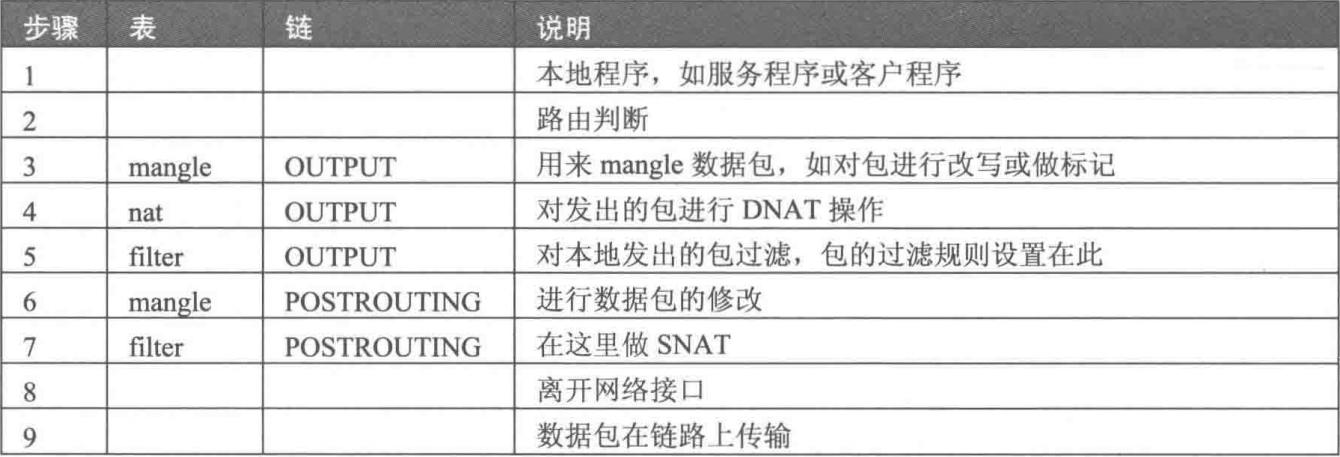 步骤 表 链 说明
1 本地程序，如服务程序或客户程序
2 路由判断
3 mangle OUTPUT 用来 mangle 数据包，如对包进行改写或做标记
4 nat OUTPUT 对发出的包进行 DNAT 操作
5 filter OUTPUT 对本地发出的包过滤，包的过滤规则设置在此
6 mangle POSTROUTING 进行数据包的修改
7 filter POSTROUTING 在这里做 SNAT
8 离开网络接口
9 数据包在链路上传输